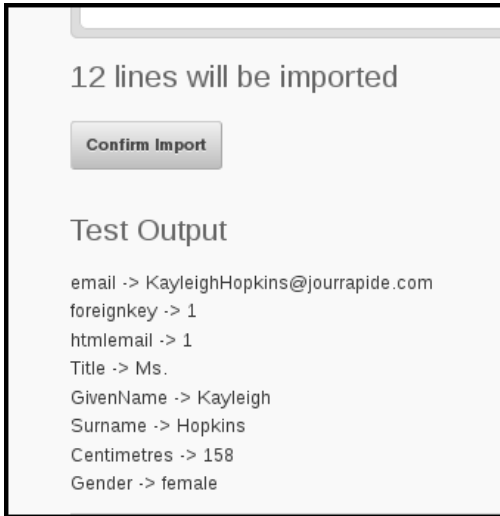 12 lines will be imported
Confirm Import
Test Output
email -> KayleighHopkins@jourrapide.com
foreignkey -> 1
htmlemail -> 1
Title -> Ms.
GivenName -> Kayleigh
Surname -> Hopkins
Centimetres -> 158
Gender -> female